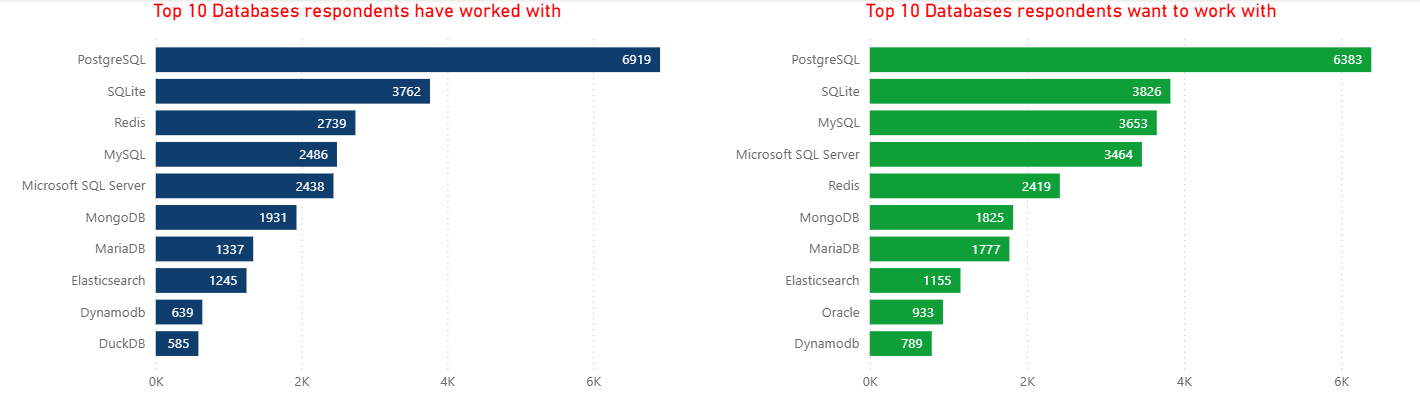 Top 10 Databases respondents have worked with
PostgreSQL 6919
SQLite 3762
Redis 2739
MySQL 2486
Microsoft SQL Server 2438
MongoDB 1931
MariaDB 1337
Elasticsearch 1245
Dynamodb 639
DuckDB 585
0K 2K 4K 6K
Top 10 Databases respondents want to work with
PostgreSQL 6383
SQLite 3826
MySQL 3653
Microsoft SQL Server 3464
Redis 2419
MongoDB 1825
MariaDB 1777
Elasticsearch 1155
Oracle 933
Dynamodb 789
0K 2K 4K 6K